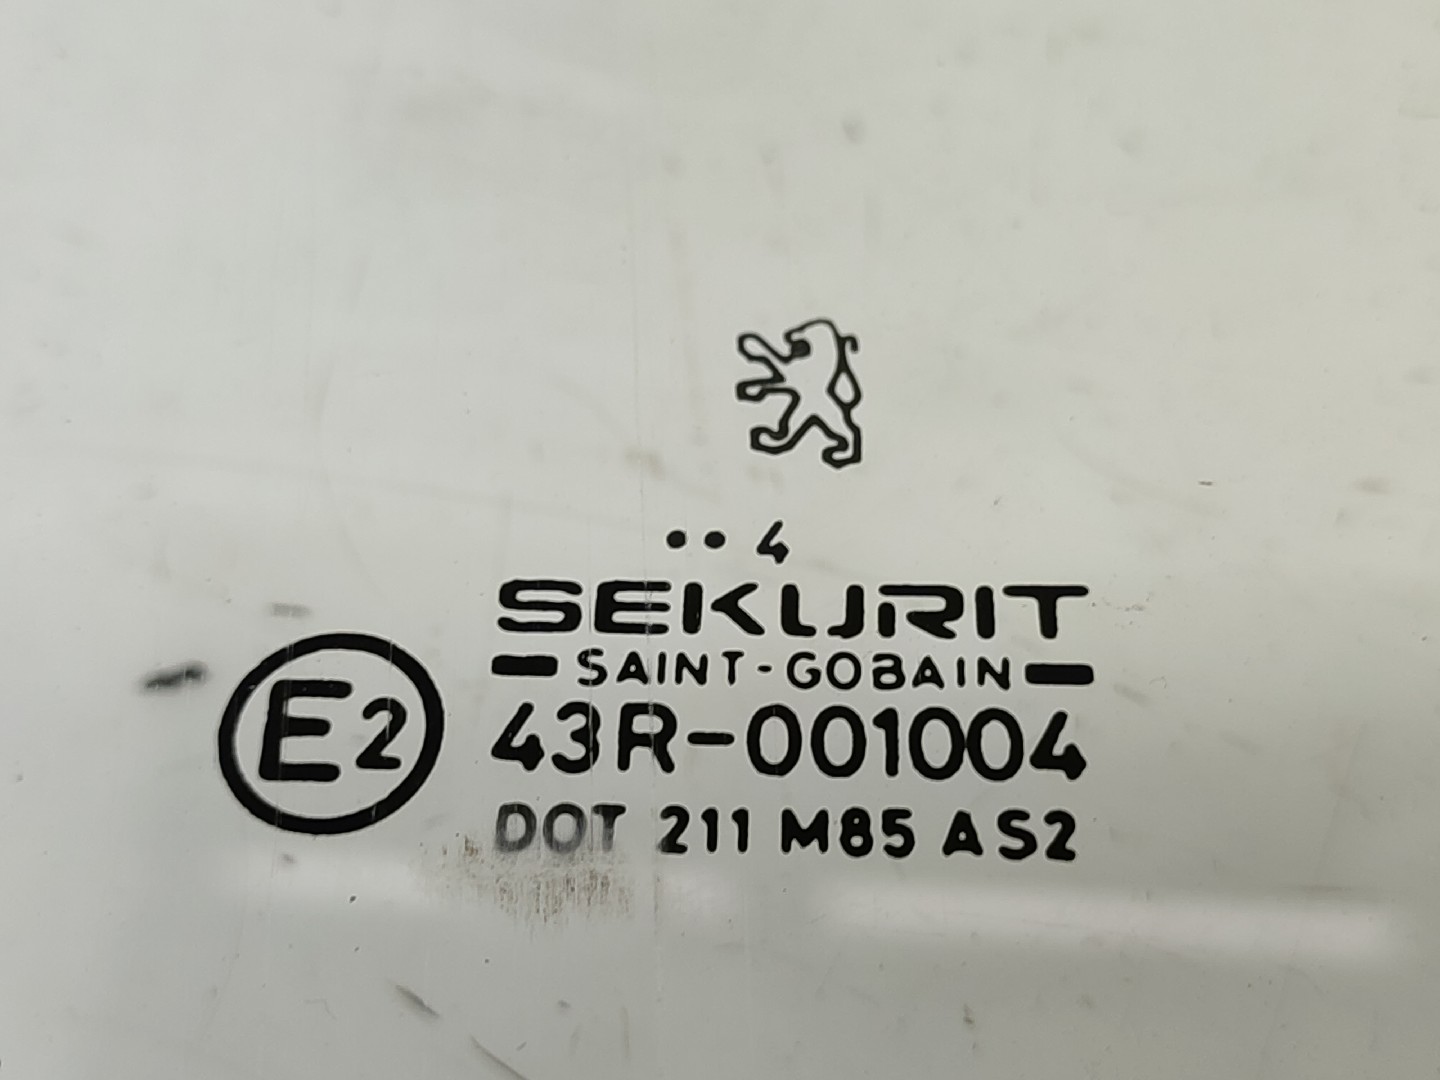 •• 4
SEKURIT
SAINT-GOBAIN
E2
43R-001004
DOT 211 M85 AS2